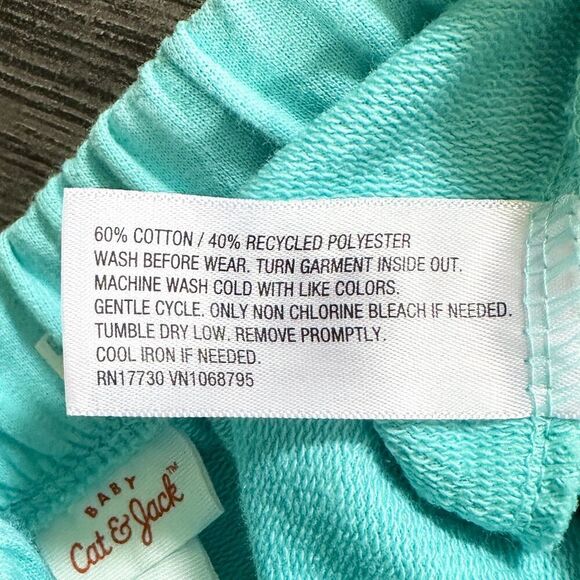 60% COTTON / 40% RECYCLED POLYESTER
WASH BEFORE WEAR. TURN GARMENT INSIDE OUT.
MACHINE WASH COLD WITH LIKE COLORS.
GENTLE CYCLE. ONLY NON CHLORINE BLEACH IF NEEDED.
TUMBLE DRY LOW. REMOVE PROMPTLY.
COOL IRON IF NEEDED.
RN17730 VN1068795
BABY
Cat & Jack™